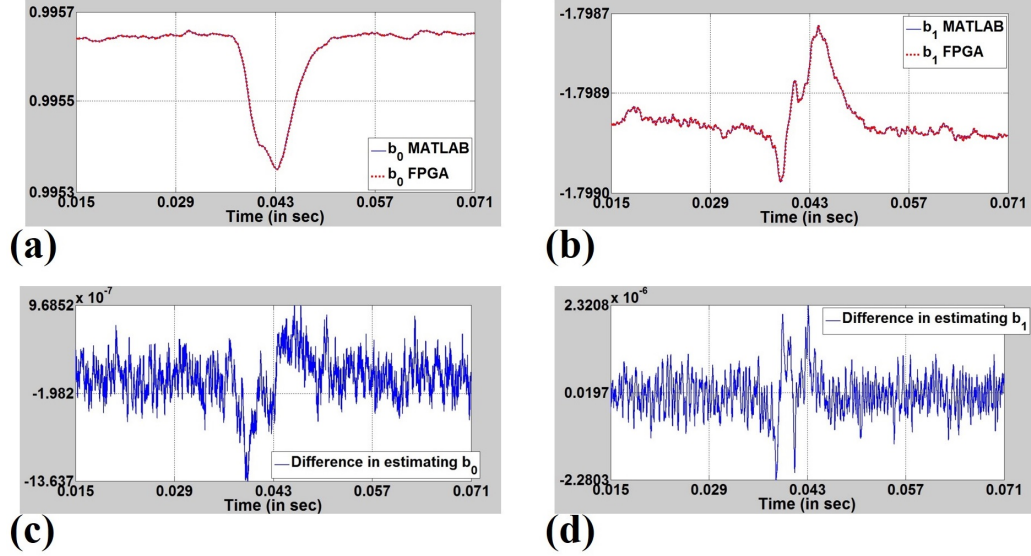 0.9957
0.9955
0.9953
b0 MATLAB
b0 FPGA
0.015 0.029 0.043 0.057 0.071
Time (in sec)
(a)
-1.7987
-1.7989
-1.7990
b1 MATLAB
b1 FPGA
0.015 0.029 0.043 0.057 0.071
Time (in sec)
(b)
x 10^-7
9.6852
-1.982
-13.637
Difference in estimating b0
0.015 0.029 0.043 0.057 0.071
Time (in sec)
(c)
x 10^-6
2.3208
0.0197
-2.2803
Difference in estimating b1
0.015 0.029 0.043 0.057 0.071
Time (in sec)
(d)